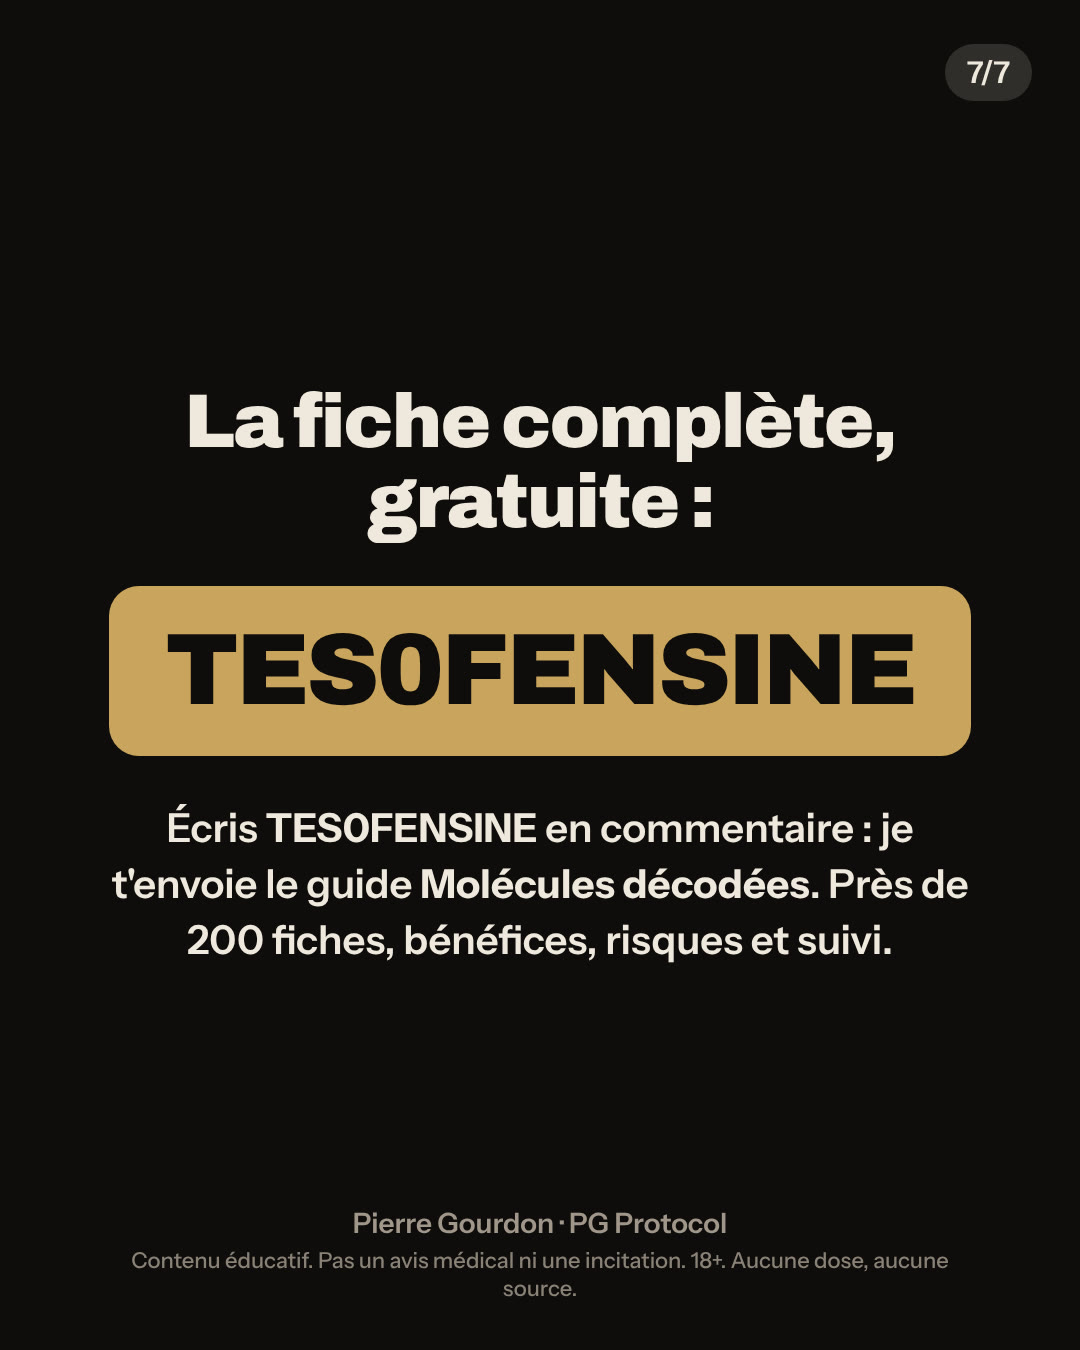 7/7
La fiche complète,
gratuite :
TES0FENSINE
Écris TES0FENSINE en commentaire : je
t'envoie le guide Molécules décodées. Près de
200 fiches, bénéfices, risques et suivi.
Pierre Gourdon · PG Protocol
Contenu éducatif. Pas un avis médical ni une incitation. 18+. Aucune dose, aucune
source.